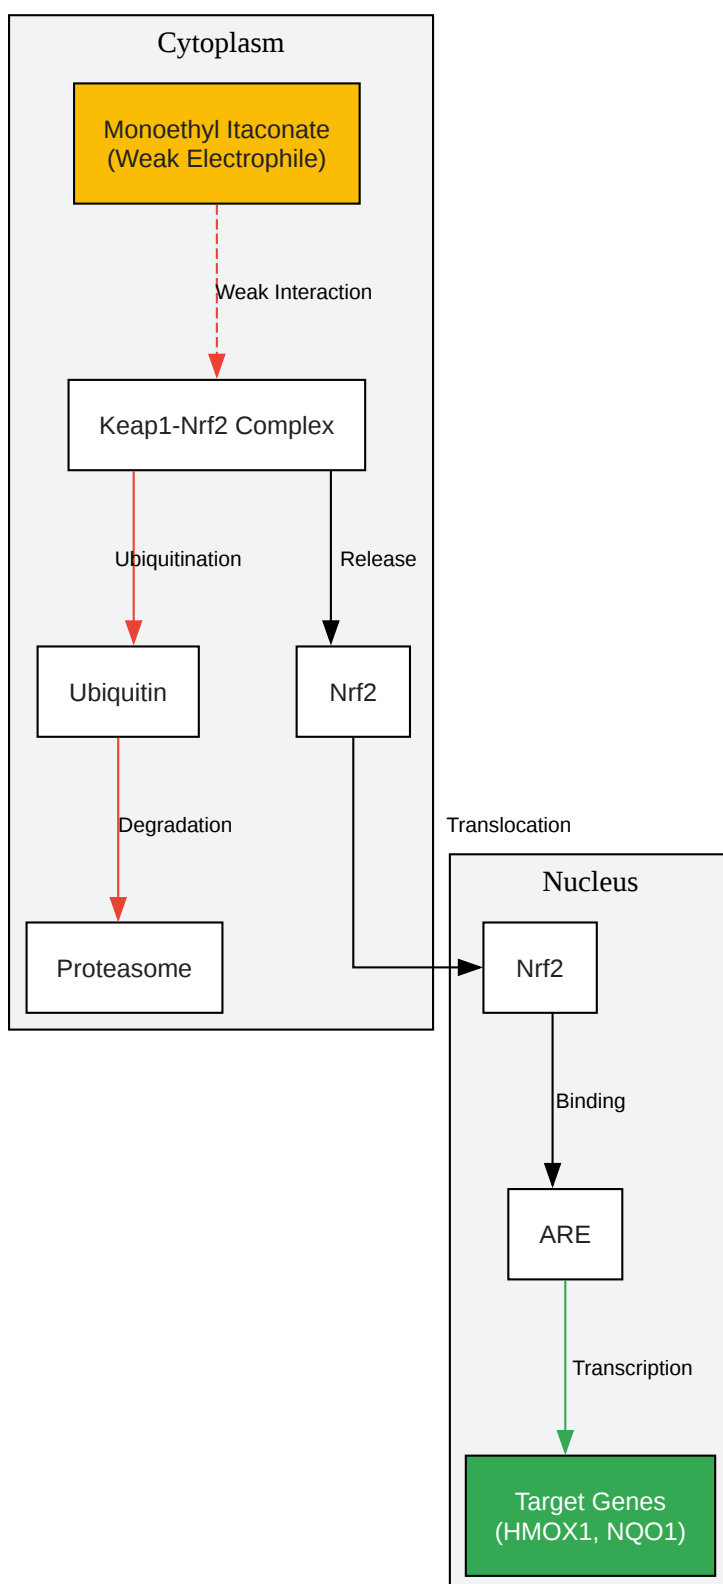 Cytoplasm
Monoethyl Itaconate
(Weak Electrophile)
Weak Interaction
Keap1-Nrf2 Complex
Ubiquitination
Release
Ubiquitin
Nrf2
Degradation
Translocation
Nucleus
Proteasome
Nrf2
Binding
ARE
Transcription
Target Genes
(HMOX1, NQO1)